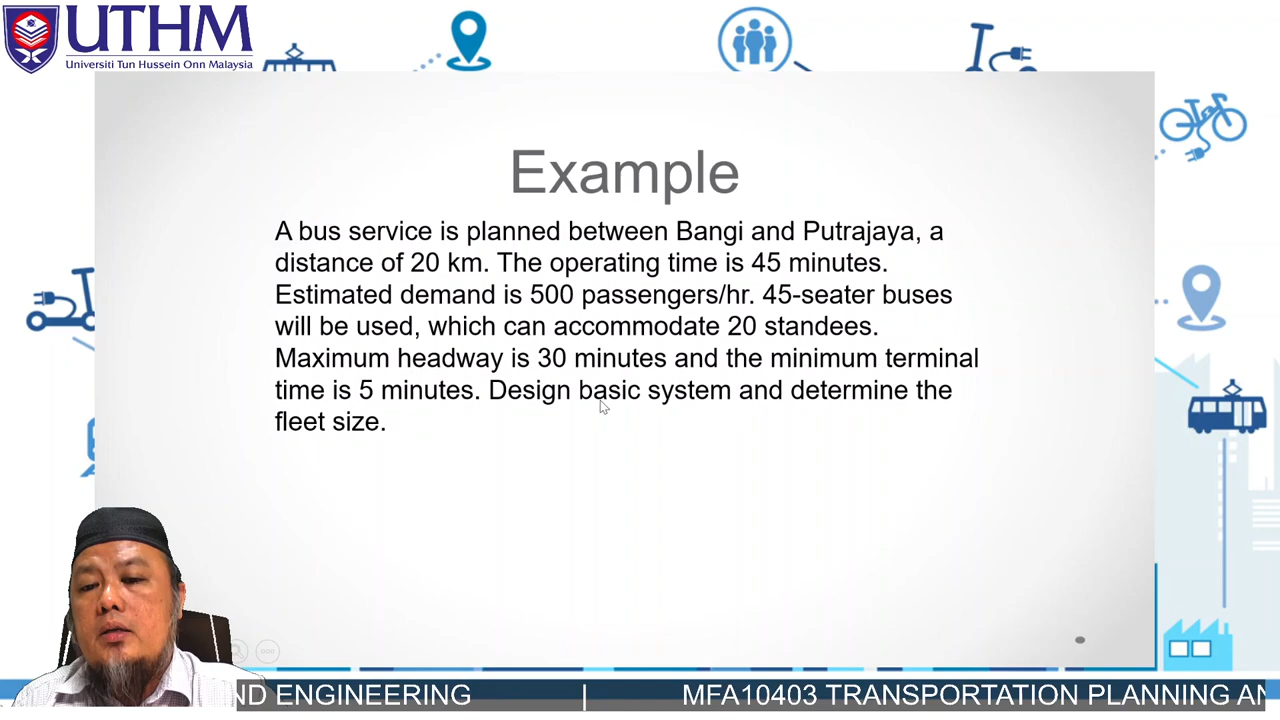 UTHM
Universiti Tun Hussein Onn Malaysia
Example
A bus service is planned between Bangi and Putrajaya, a
distance of 20 km. The operating time is 45 minutes.
Estimated demand is 500 passengers/hr. 45-seater buses
will be used, which can accommodate 20 standees.
Maximum headway is 30 minutes and the minimum terminal
time is 5 minutes. Design basic system and determine the
fleet size.
ND ENGINEERING | MFA10403 TRANSPORTATION PLANNING AN